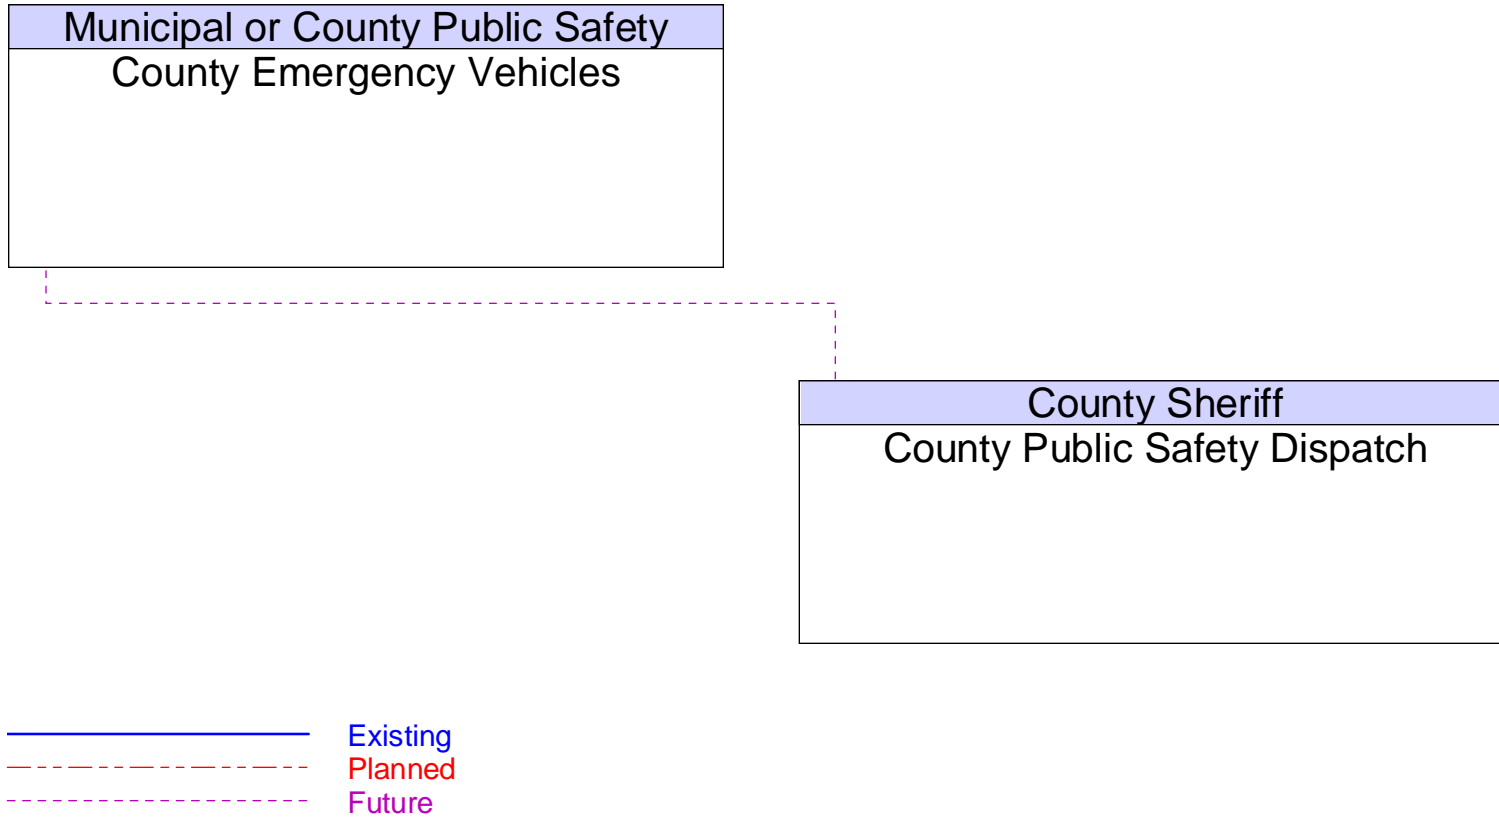 Municipal or County Public Safety
County Emergency Vehicles
County Sheriff
County Public Safety Dispatch
Existing
Planned
Future